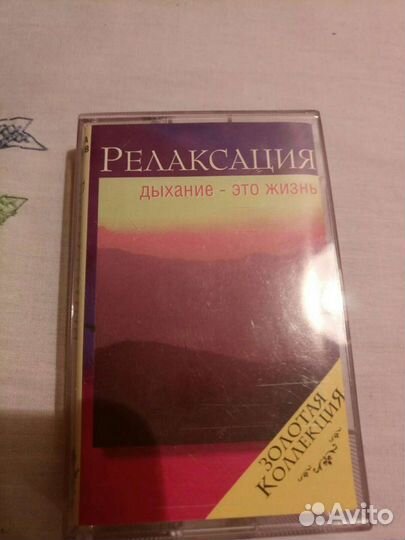 А
В
РЕЛАКСАЦИЯ
ДЫХАНИЕ - ЭТО ЖИЗНЬ
ЗОЛОТАЯ
КОЛЛЕКЦИЯ
Avito